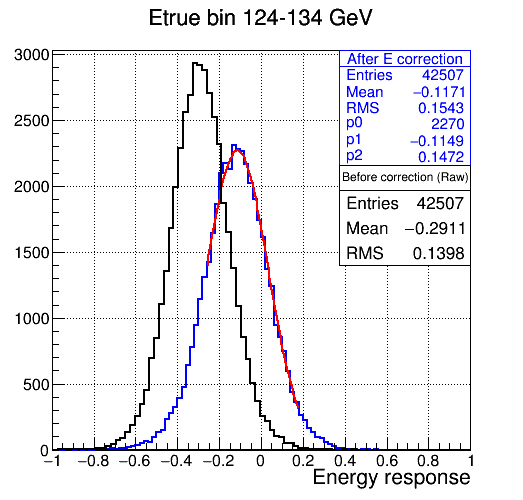 Etrue bin 124-134 GeV
3000
2500
2000
1500
1000
500
0
After E correction
Entries 42507
Mean −0.1171
RMS 0.1543
p0 2270
p1 −0.1149
p2 0.1472
Before correction (Raw)
Entries 42507
Mean −0.2911
RMS 0.1398
−1 −0.8 −0.6 −0.4 −0.2 0 0.2 0.4 0.6 0.8 1
Energy response